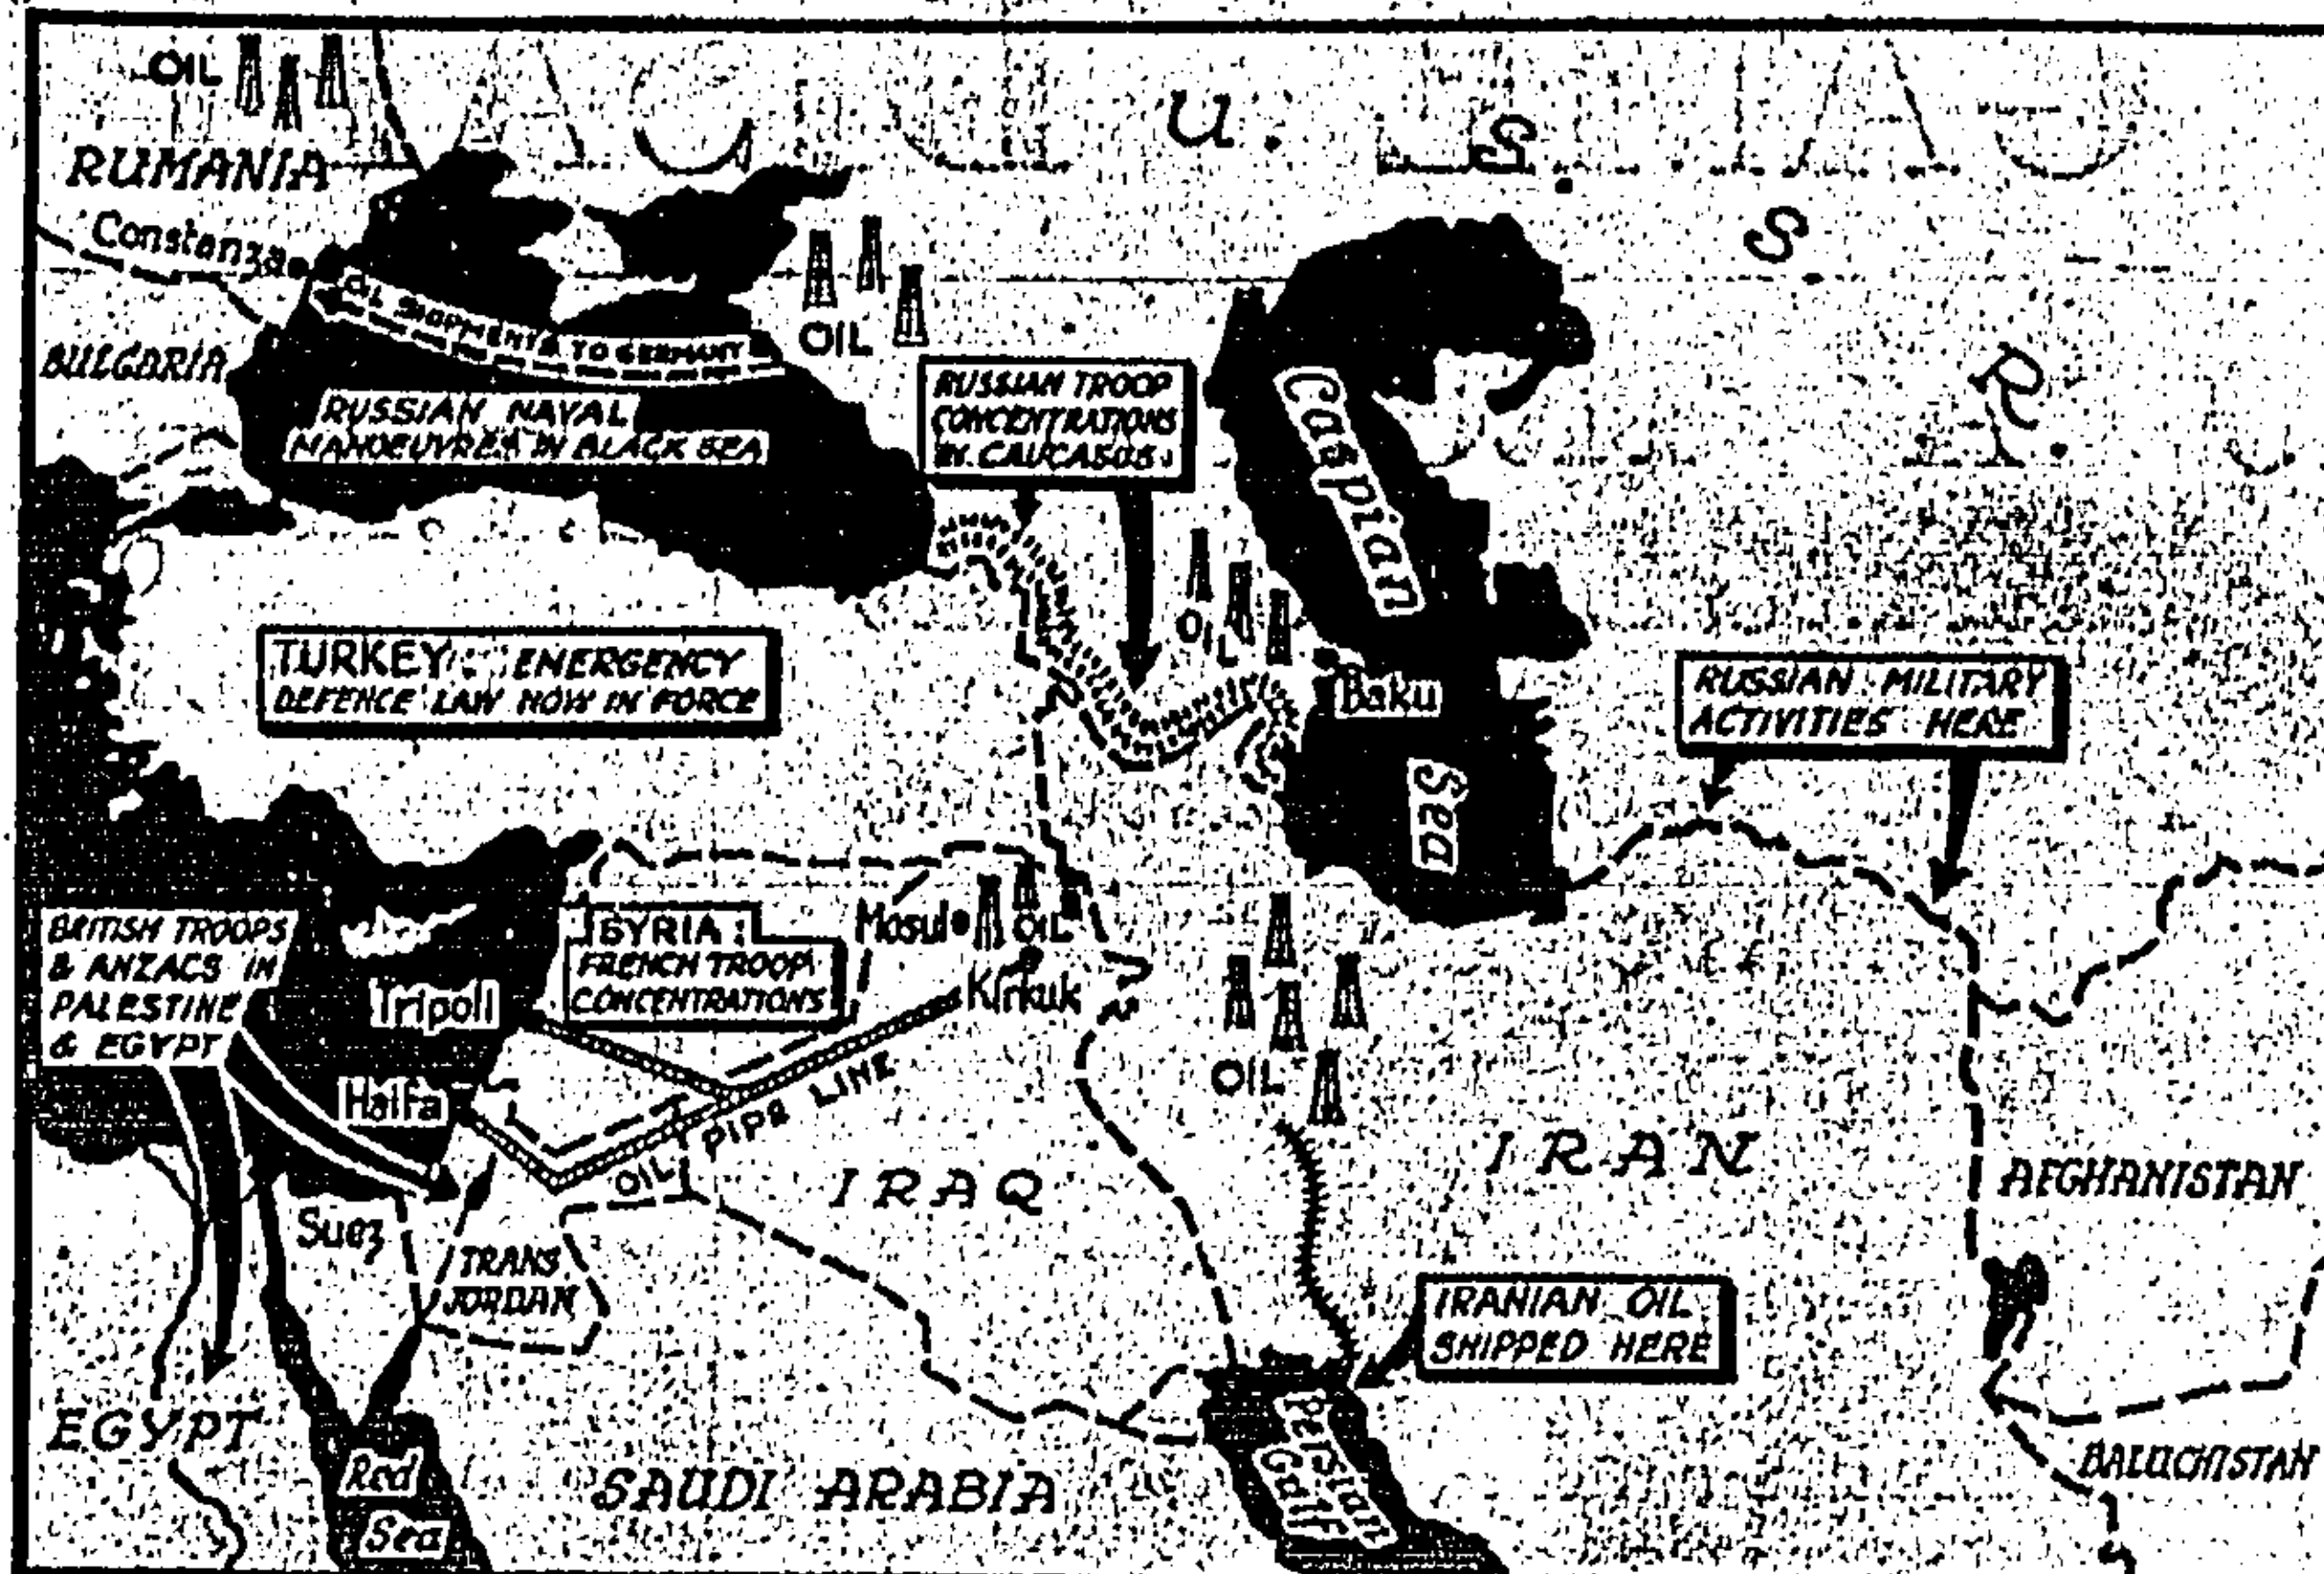 OIL
RUMANIA
Constanza
BULGARIA
U. S. S. R.
OIL SHIPMENTS TO GERMANY
OIL
RUSSIAN NAVAL
MANOEUVRES IN BLACK SEA
RUSSIAN TROOP
CONCENTRATIONS
IN CAUCASUS
Caspian
Sea
OIL
Baku
TURKEY: EMERGENCY
DEFENCE LAW NOW IN FORCE
RUSSIAN MILITARY
ACTIVITIES HERE
BRITISH TROOPS
& ANZACS IN
PALESTINE
& EGYPT
SYRIA:
FRENCH TROOP
CONCENTRATIONS
Mosul
OIL
Kirkuk
Tripoli
Haifa
OIL PIPE LINE
OIL
IRAQ
IRAN
AFGHANISTAN
Suez
TRANS
JORDAN
IRANIAN OIL
SHIPPED HERE
EGYPT
Red
Sea
SAUDI ARABIA
Persian
Gulf
BALUCHISTAN